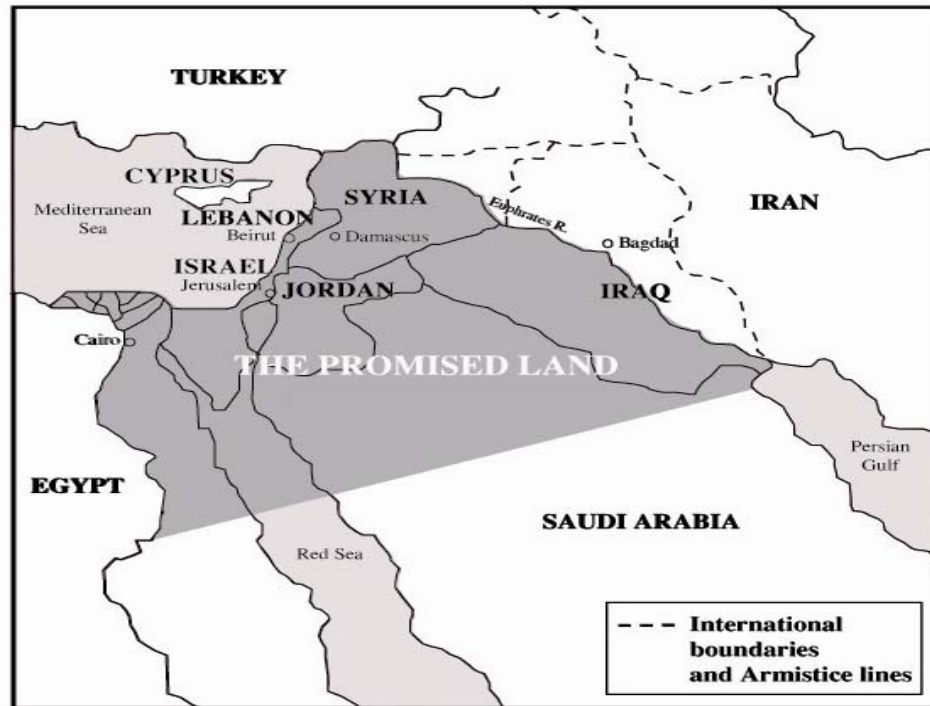 TURKEY
CYPRUS
Mediterranean
Sea
LEBANON
Beirut
SYRIA
Damascus
Euphrates R.
IRAN
Bagdad
ISRAEL
Jerusalem
JORDAN
IRAQ
Cairo
THE PROMISED LAND
Persian
Gulf
EGYPT
SAUDI ARABIA
Red Sea
International
boundaries
and Armistice lines